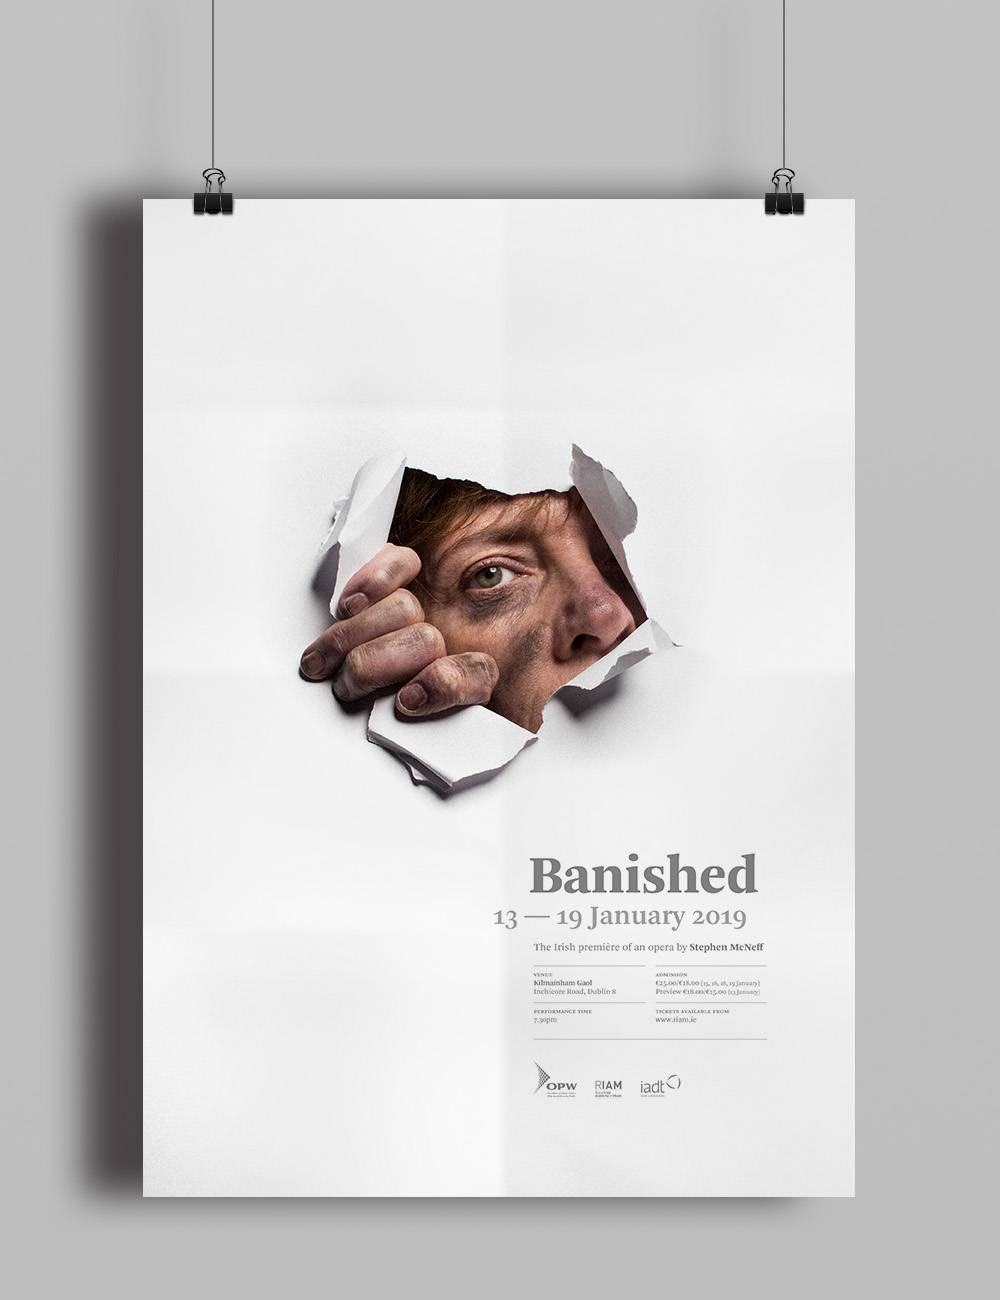 Banished
13 — 19 January 2019
The Irish première of an opera by Stephen McNeff
VENUE
Kilmainham Gaol
Inchicore Road, Dublin 8
ADMISSION
€25.00/€18.00 [15, 16, 18, 19 January]
Preview €18.00/€15.00 [13 January]
PERFORMANCE TIME
7.30pm
TICKETS AVAILABLE FROM
www.riam.ie
OPW
RIAM
iadt